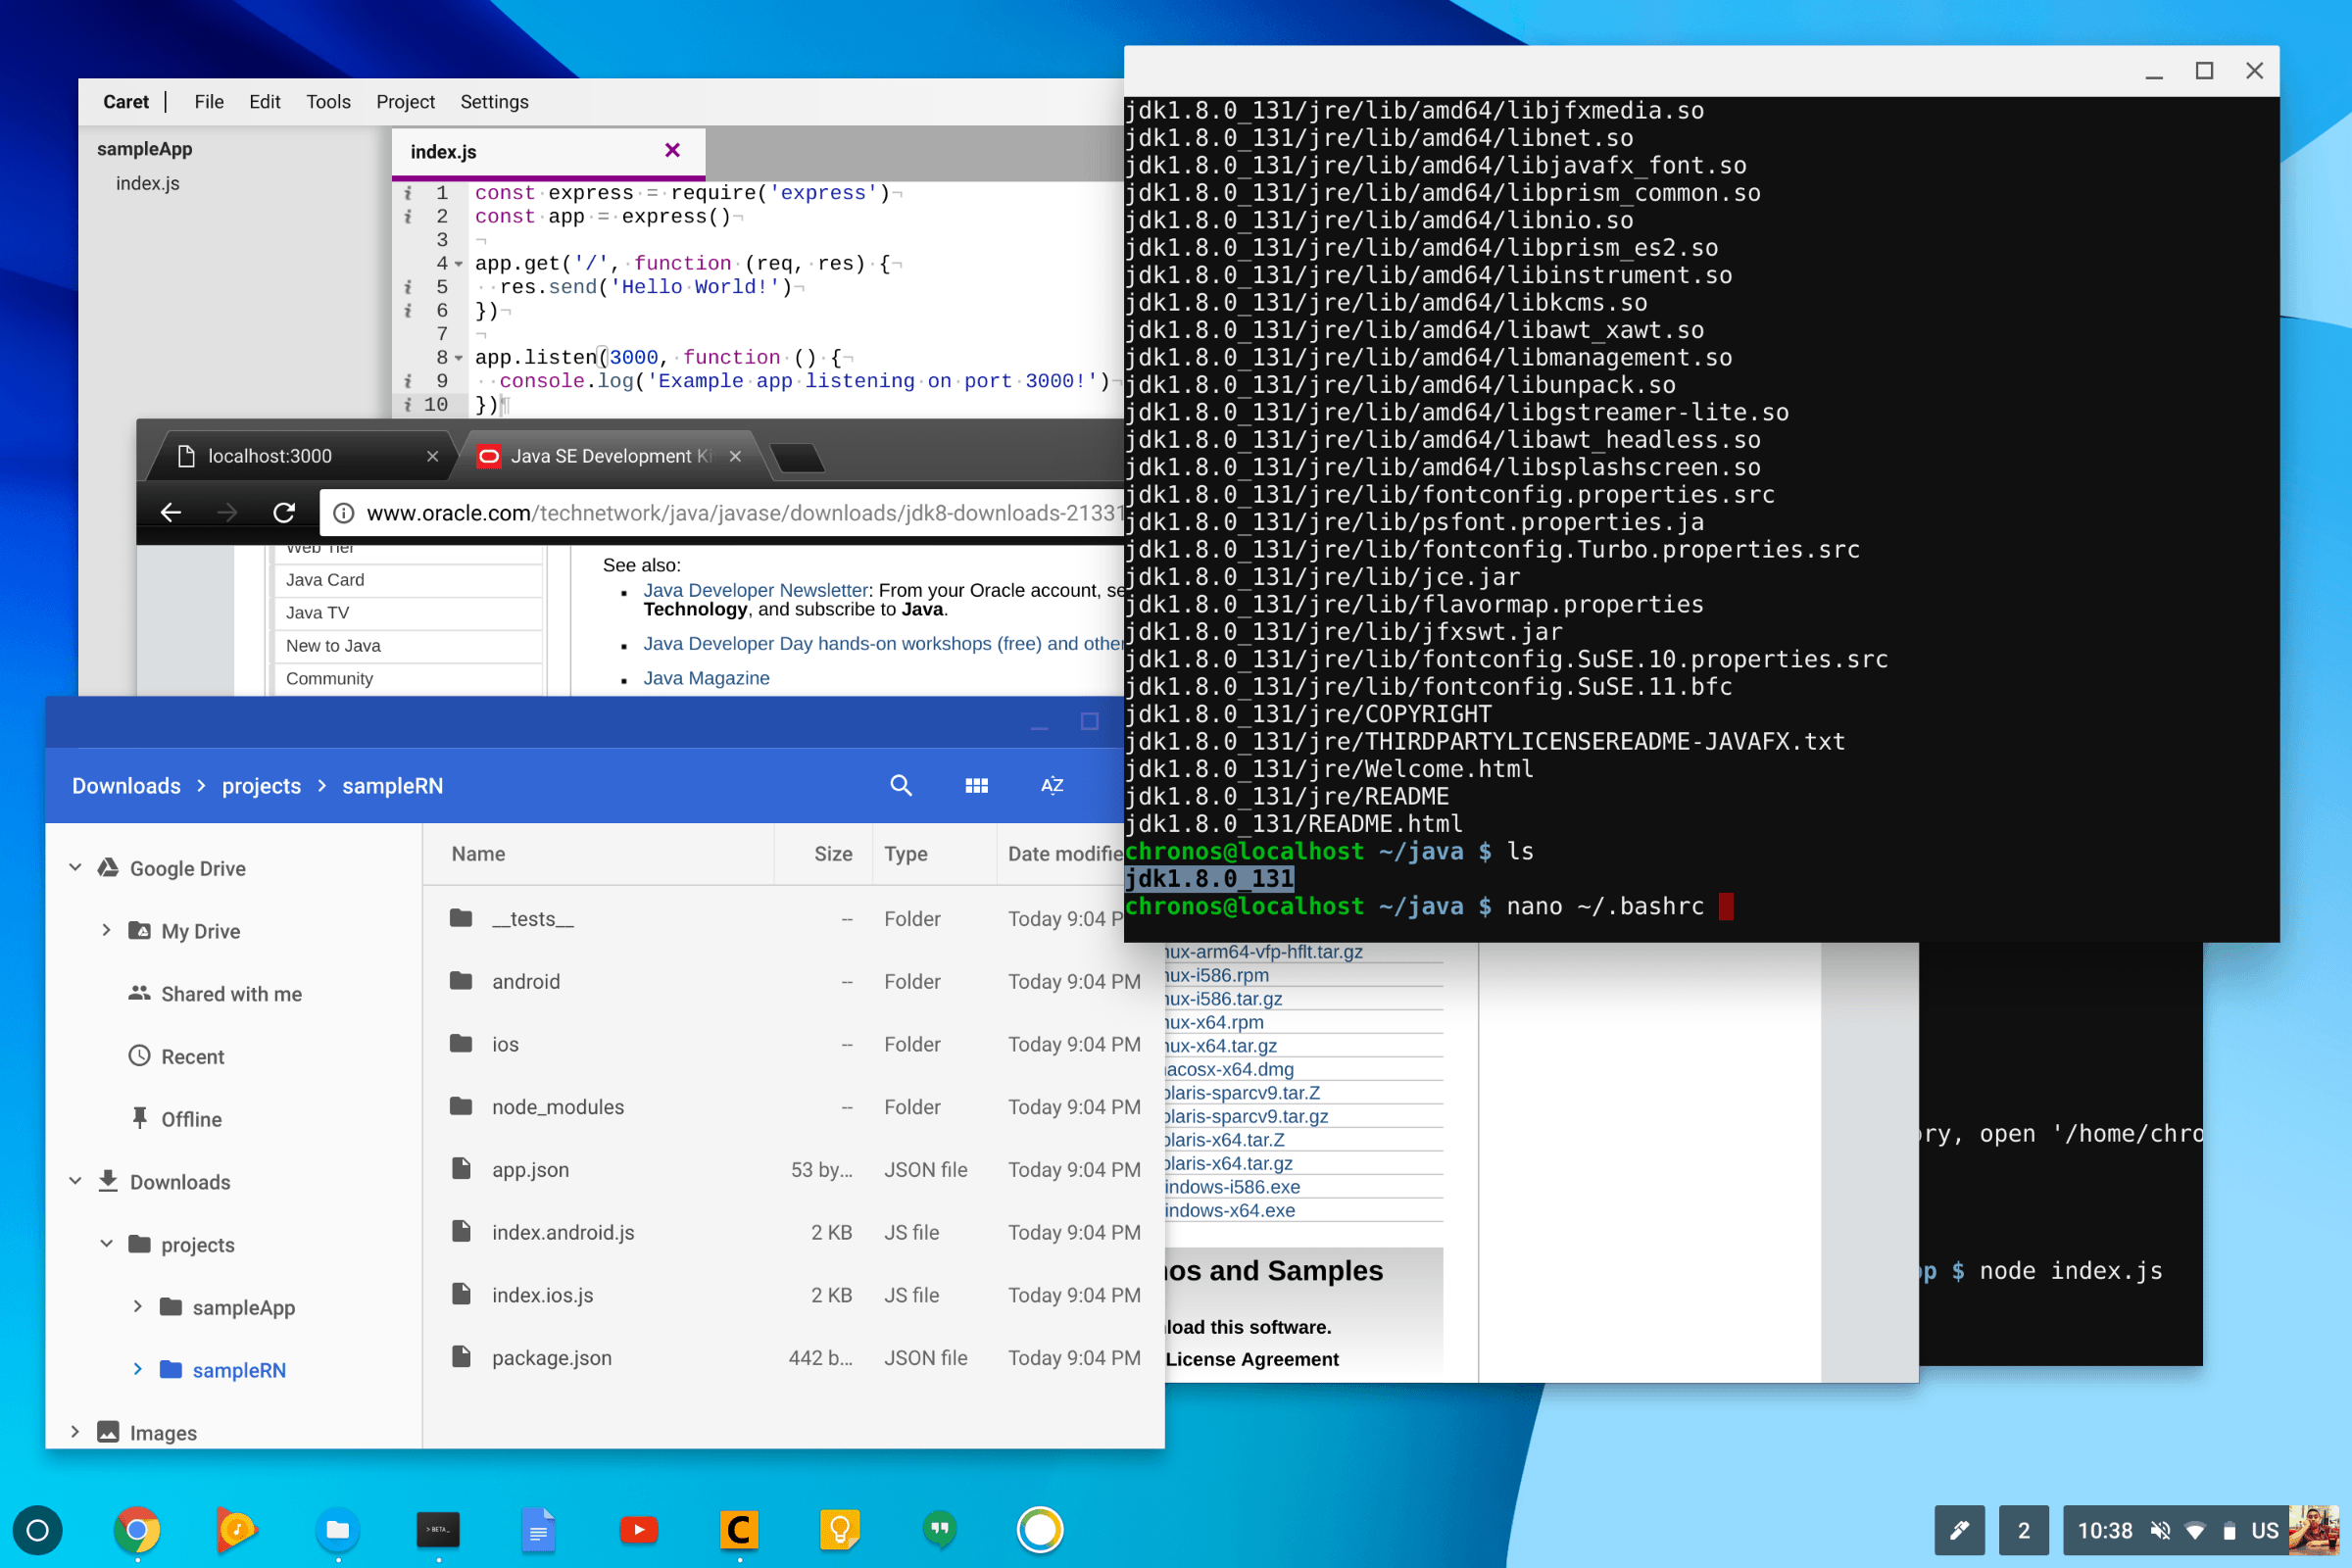 Caret | File Edit Tools Project Settings
sampleApp
index.js
index.js
1 const express = require('express')
2 const app = express()
3
4 app.get('/', function (req, res) {
5 res.send('Hello World!')
6 })
7
8 app.listen(3000, function () {
9 console.log('Example app listening on port 3000!')
10 })
localhost:3000
Java SE Development Ki
www.oracle.com/technetwork/java/javase/downloads/jdk8-downloads-21331
Web Tier
Java Card
Java TV
New to Java
Community
See also:
Java Developer Newsletter: From your Oracle account, se
Technology, and subscribe to Java.
Java Developer Day hands-on workshops (free) and other
Java Magazine
jdk1.8.0_131/jre/lib/amd64/libjfxmedia.so
jdk1.8.0_131/jre/lib/amd64/libnet.so
jdk1.8.0_131/jre/lib/amd64/libjavafx_font.so
jdk1.8.0_131/jre/lib/amd64/libprism_common.so
jdk1.8.0_131/jre/lib/amd64/libnio.so
jdk1.8.0_131/jre/lib/amd64/libprism_es2.so
jdk1.8.0_131/jre/lib/amd64/libinstrument.so
jdk1.8.0_131/jre/lib/amd64/libkcms.so
jdk1.8.0_131/jre/lib/amd64/libawt_xawt.so
jdk1.8.0_131/jre/lib/amd64/libmanagement.so
jdk1.8.0_131/jre/lib/amd64/libunpack.so
jdk1.8.0_131/jre/lib/amd64/libgstreamer-lite.so
jdk1.8.0_131/jre/lib/amd64/libawt_headless.so
jdk1.8.0_131/jre/lib/amd64/libsplashscreen.so
jdk1.8.0_131/jre/lib/fontconfig.properties.src
jdk1.8.0_131/jre/lib/psfont.properties.ja
jdk1.8.0_131/jre/lib/fontconfig.Turbo.properties.src
jdk1.8.0_131/jre/lib/jce.jar
jdk1.8.0_131/jre/lib/flavormap.properties
jdk1.8.0_131/jre/lib/jfxswt.jar
jdk1.8.0_131/jre/lib/fontconfig.SuSE.10.properties.src
jdk1.8.0_131/jre/lib/fontconfig.SuSE.11.bfc
jdk1.8.0_131/jre/COPYRIGHT
jdk1.8.0_131/jre/THIRDPARTYLICENSEREADME-JAVAFX.txt
jdk1.8.0_131/jre/Welcome.html
jdk1.8.0_131/jre/README
jdk1.8.0_131/README.html
chronos@localhost ~/java $ ls
jdk1.8.0_131
chronos@localhost ~/java $ nano ~/.bashrc
Downloads > projects > sampleRN
AZ
Google Drive
My Drive
Shared with me
Recent
Offline
Downloads
projects
sampleApp
sampleRN
Images
Name Size Type Date modifie
__tests__ -- Folder Today 9:04 P
android -- Folder Today 9:04 PM
ios -- Folder Today 9:04 PM
node_modules -- Folder Today 9:04 PM
app.json 53 by... JSON file Today 9:04 PM
index.android.js 2 KB JS file Today 9:04 PM
index.ios.js 2 KB JS file Today 9:04 PM
package.json 442 b... JSON file Today 9:04 PM
nux-arm64-vfp-hflt.tar.gz
nux-i586.rpm
nux-i586.tar.gz
nux-x64.rpm
nux-x64.tar.gz
acosx-x64.dmg
olaris-sparcv9.tar.Z
olaris-sparcv9.tar.gz
olaris-x64.tar.Z
olaris-x64.tar.gz
indows-i586.exe
indows-x64.exe
nos and Samples
nload this software.
License Agreement
ory, open '/home/chro
pp $ node index.js
>BETA_
C
2
10:38
US